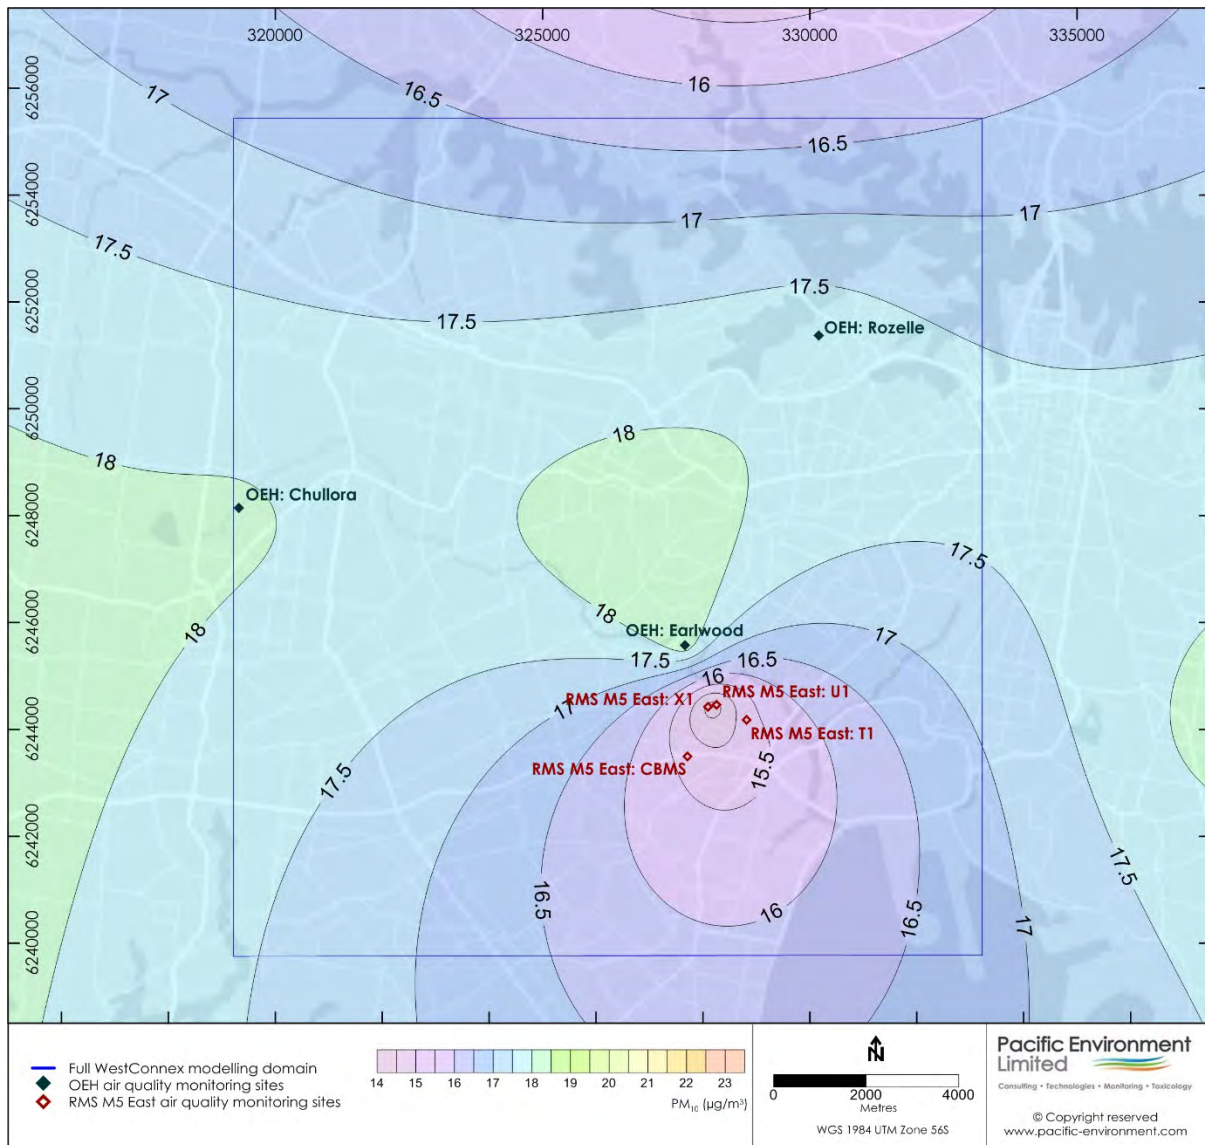 320000
325000
330000
335000
6256000
6254000
6252000
6250000
6248000
6246000
6244000
6242000
6240000
16
16.5
17
16.5
17
17
17.5
17.5
17.5
OEH: Rozelle
18
18
OEH: Chullora
17.5
18
18
OEH: Earlwood
17
17.5
16.5
16
RMS M5 East: X1
RMS M5 East: U1
17
RMS M5 East: T1
RMS M5 East: CBMS
15.5
17.5
17.5
16.5
16
16.5
17
Full WestConnex modelling domain
OEH air quality monitoring sites
RMS M5 East air quality monitoring sites
14 15 16 17 18 19 20 21 22 23
PM10 (µg/m³)
N
0 2000 4000
Metres
WGS 1984 UTM Zone 56S
Pacific Environment
Limited
Consulting • Technologies • Monitoring • Toxicology
© Copyright reserved
www.pacific-environment.com